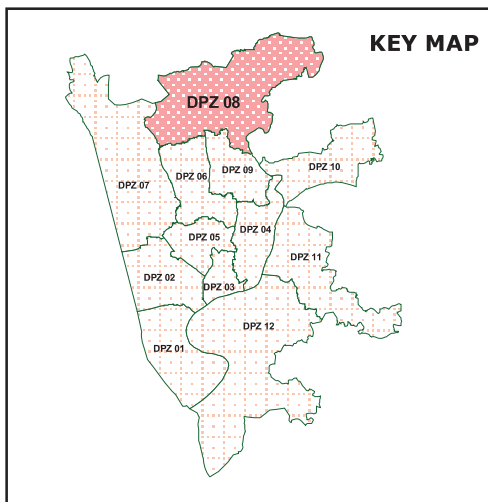 KEY MAP
DPZ 08
DPZ 10
DPZ 09
DPZ 06
DPZ 07
DPZ 04
DPZ 05
DPZ 11
DPZ 02
DPZ 03
DPZ 12
DPZ 01